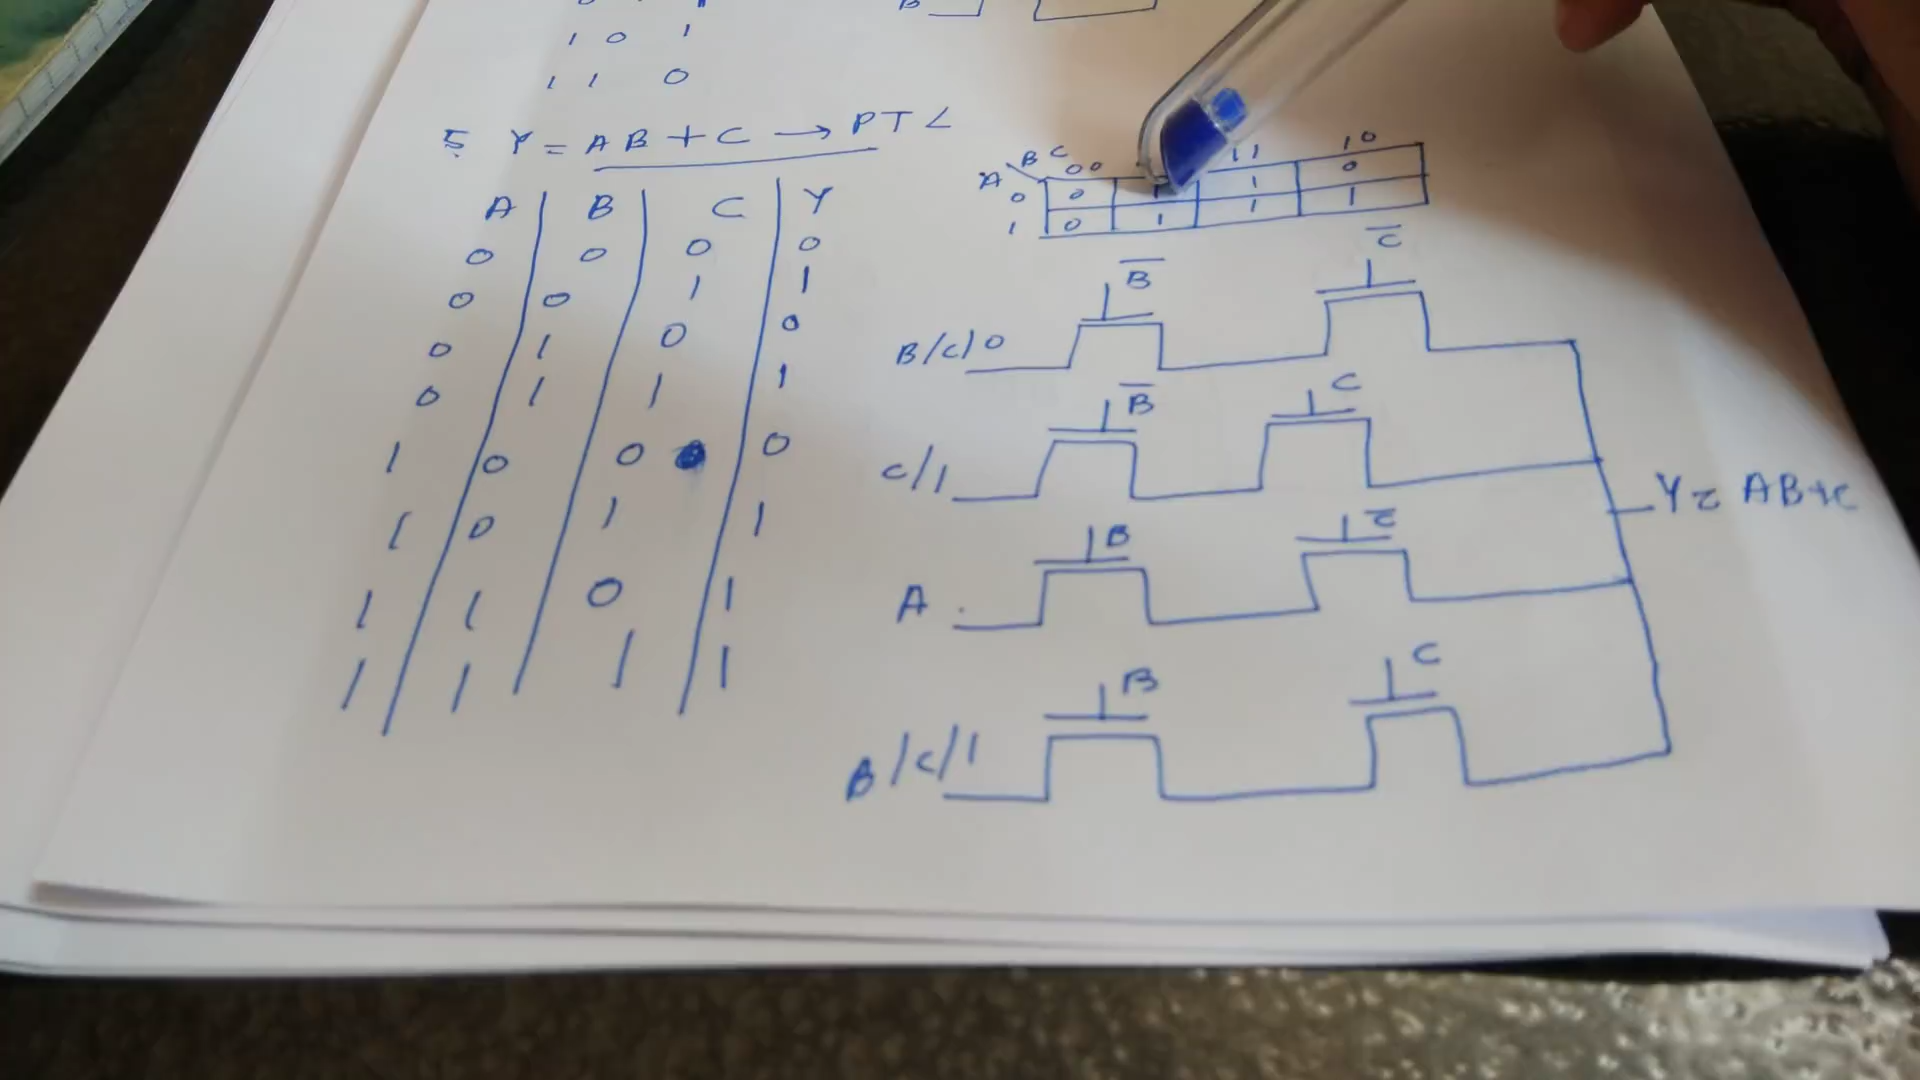 1 0 1
1 1 0
B
5. Y = AB + C → PTL
A B C Y
0 0 0 0
0 0 1 1
0 1 0 0
0 1 1 1
1 0 0 0
1 0 1 1
1 1 0 1
1 1 1 1
A BC 00 11 10
0 0 1 1 0
1 0 1 1 1
B̅ C̅
B/C/0
B̅ C
C/1
B C̅
A
B C
B/C/1
Y = AB+C